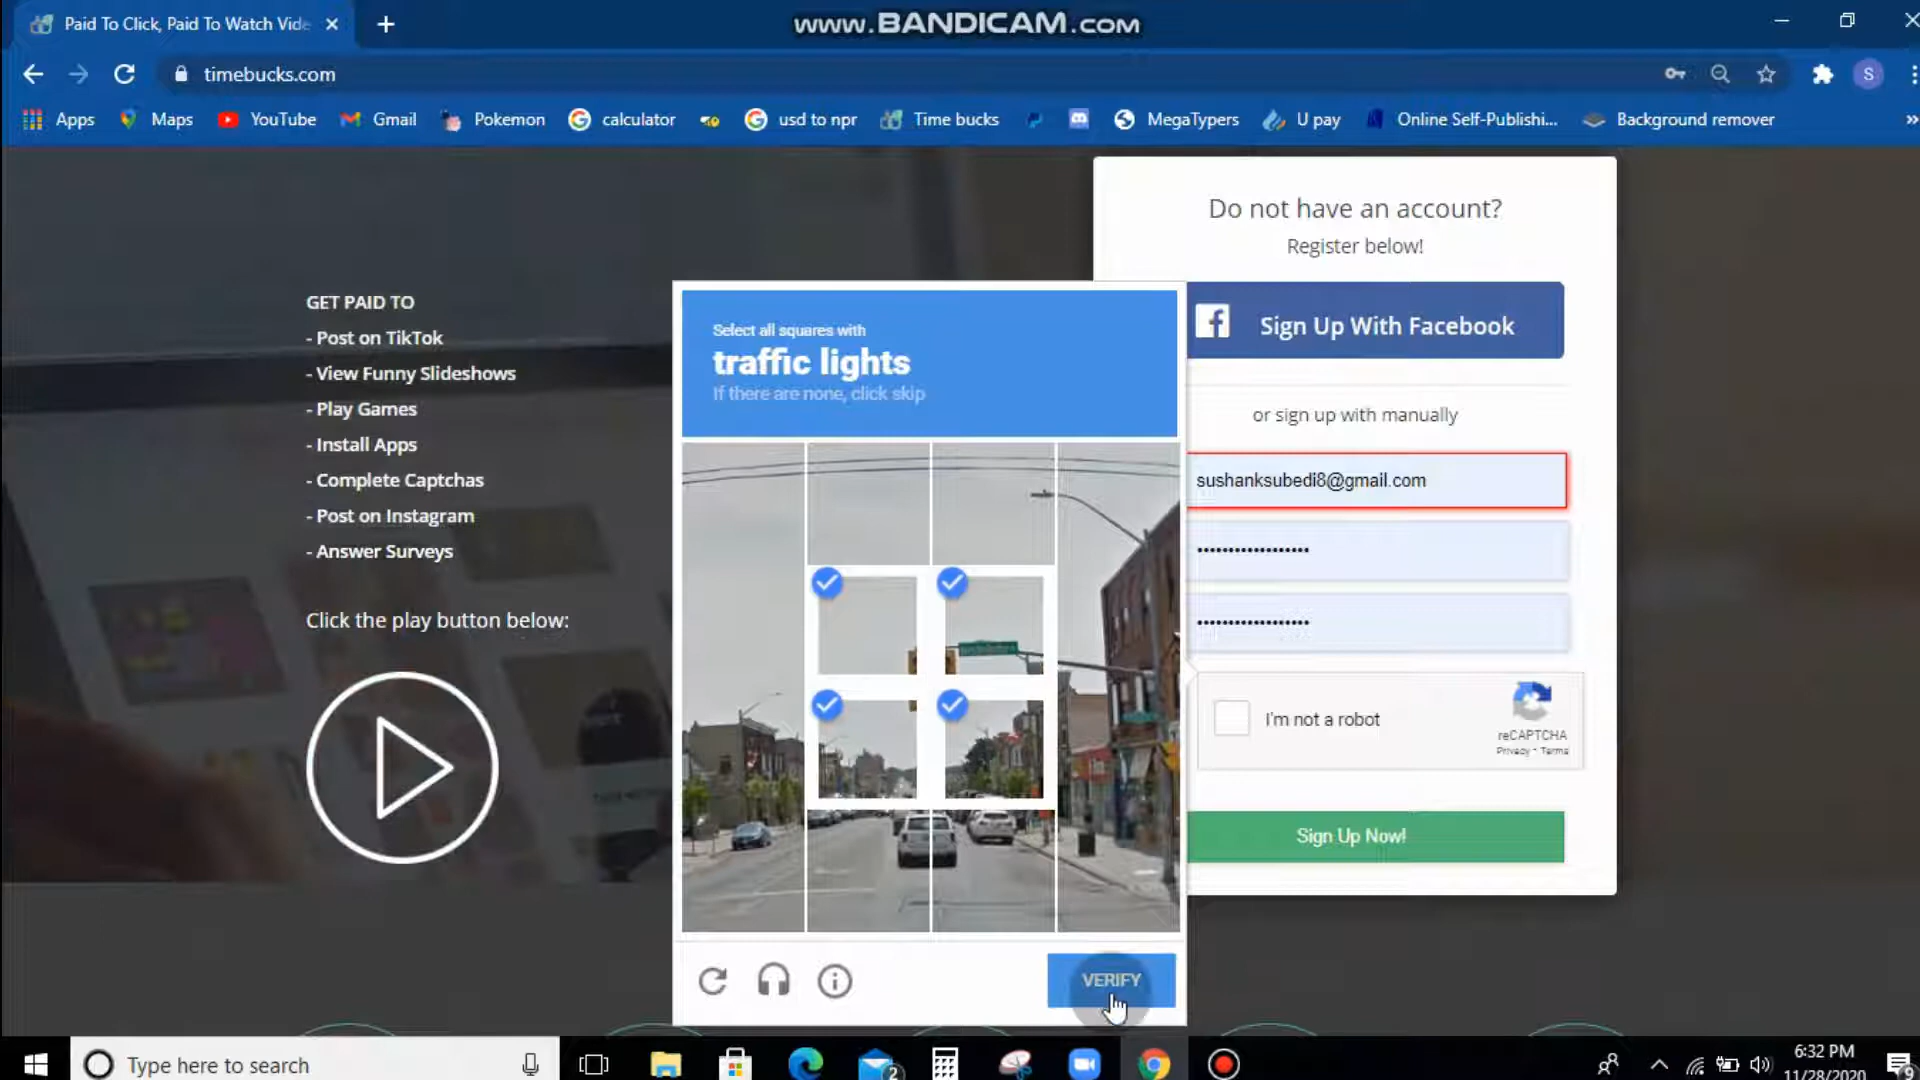 Paid To Click, Paid To Watch Vide
www.BANDICAM.com
timebucks.com
S
Apps
Maps
YouTube
Gmail
Pokemon
calculator
usd to npr
Time bucks
MegaTypers
U pay
Online Self-Publishi...
Background remover
»
Do not have an account?
Register below!
GET PAID TO
- Post on TikTok
- View Funny Slideshows
- Play Games
- Install Apps
- Complete Captchas
- Post on Instagram
- Answer Surveys
Click the play button below:
Select all squares with
traffic lights
If there are none, click skip
Sign Up With Facebook
or sign up with manually
sushanksubedi8@gmail.com
••••••••••••••••••
••••••••••••••••••
I'm not a robot
reCAPTCHA
Privacy - Terms
Sign Up Now!
VERIFY
Type here to search
2
6:32 PM
11/28/2020
9